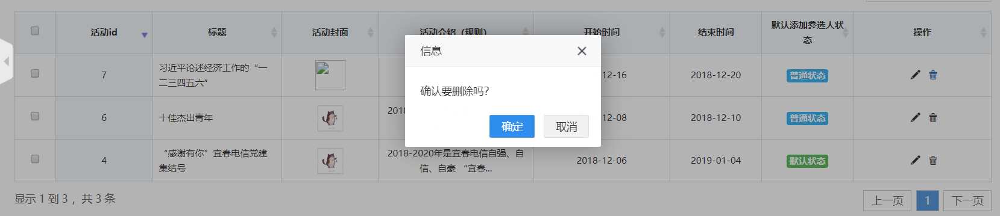 活动id 标题 活动封面 活动介绍（规则） 开始时间 结束时间 默认添加参选人状 操作
态
信息
7 习近平论述经济工作的“一 12-16 2018-12-20 普通状态
二三四五六”
确认要删除吗?
6 十佳杰出青年 2018 12-08 2018-12-10 普通状态
确定 取消
4 “感谢有你”宜春电信党建 2018-2020年是宜春电信自强、自 2018-12-06 2019-01-04 默认状态
集结号 信、自豪 “宜春...
显示 1 到 3 ，共 3 条 上一页 1 下一页